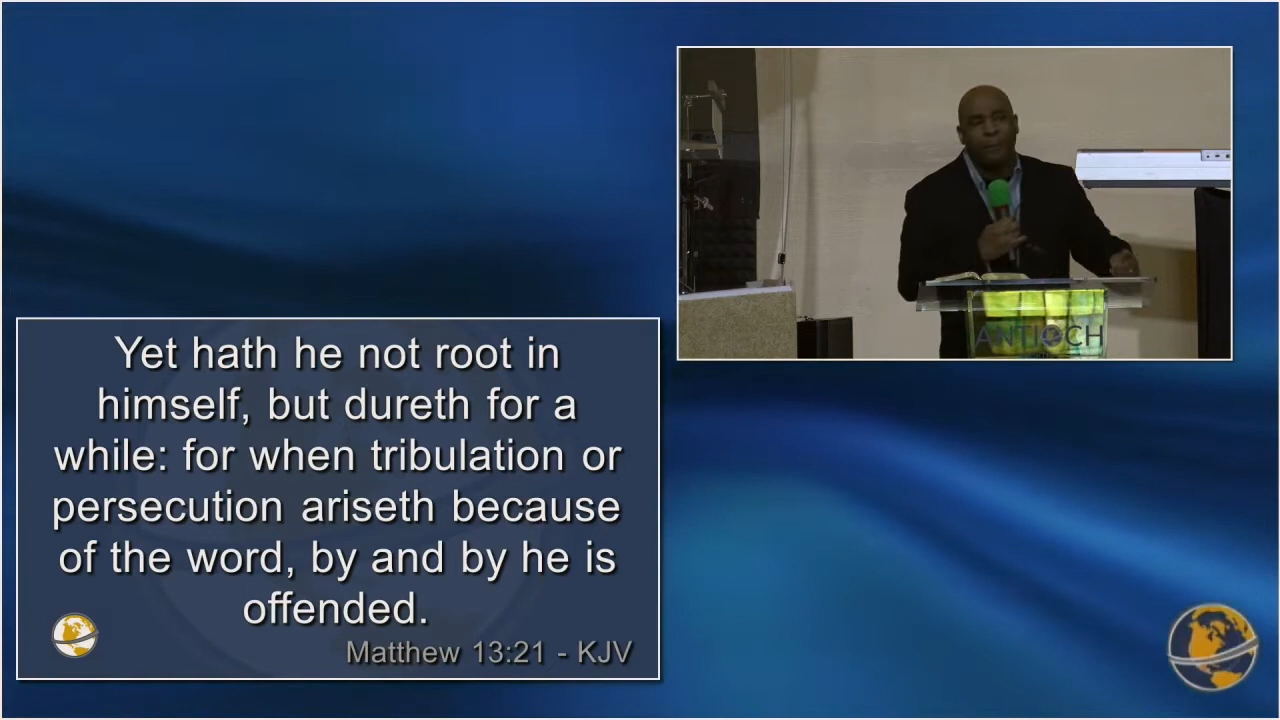 Yet hath he not root in
himself, but dureth for a
while: for when tribulation or
persecution ariseth because
of the word, by and by he is
offended.
Matthew 13:21 - KJV
ANTIOCH